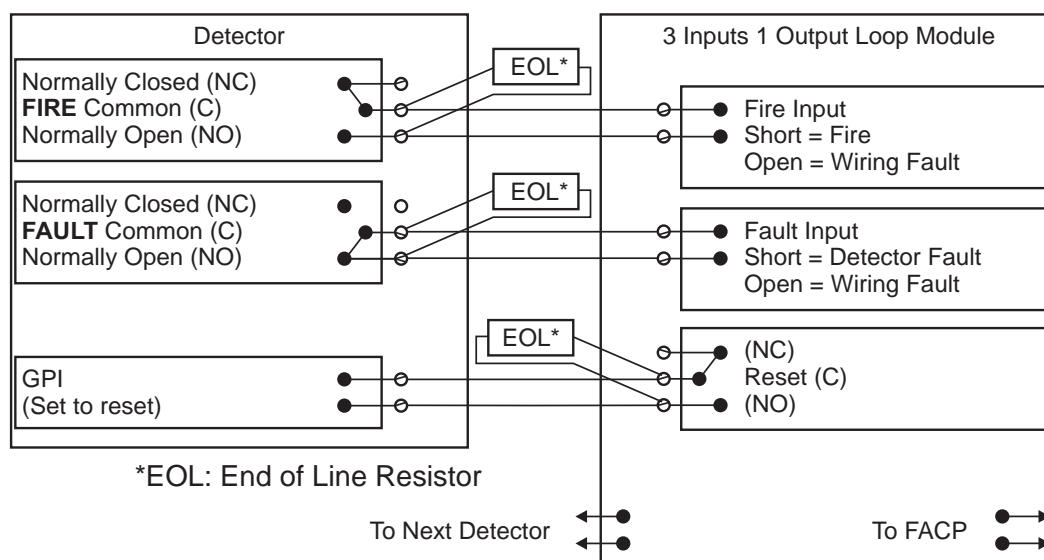 Detector
Normally Closed (NC)
FIRE Common (C)
Normally Open (NO)
EOL*
Normally Closed (NC)
FAULT Common (C)
Normally Open (NO)
EOL*
GPI
(Set to reset)
EOL*
3 Inputs 1 Output Loop Module
Fire Input
Short = Fire
Open = Wiring Fault
Fault Input
Short = Detector Fault
Open = Wiring Fault
(NC)
Reset (C)
(NO)
*EOL: End of Line Resistor
To Next Detector
To FACP